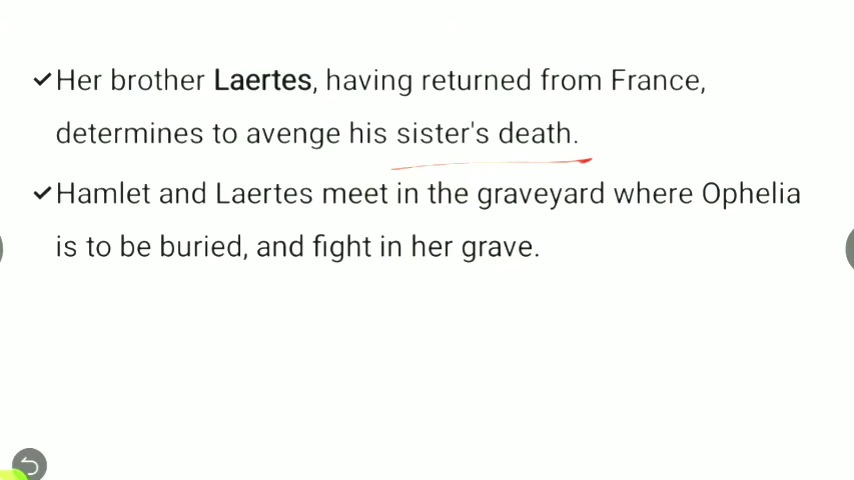 ✓Her brother Laertes, having returned from France,
determines to avenge his sister's death.
✓Hamlet and Laertes meet in the graveyard where Ophelia
is to be buried, and fight in her grave.